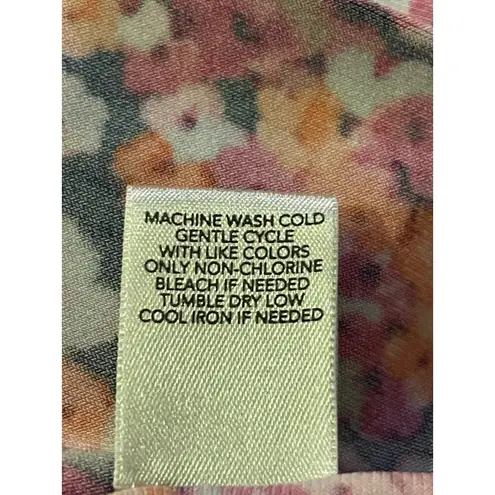 MACHINE WASH COLD
GENTLE CYCLE
WITH LIKE COLORS
ONLY NON-CHLORINE
BLEACH IF NEEDED
TUMBLE DRY LOW
COOL IRON IF NEEDED